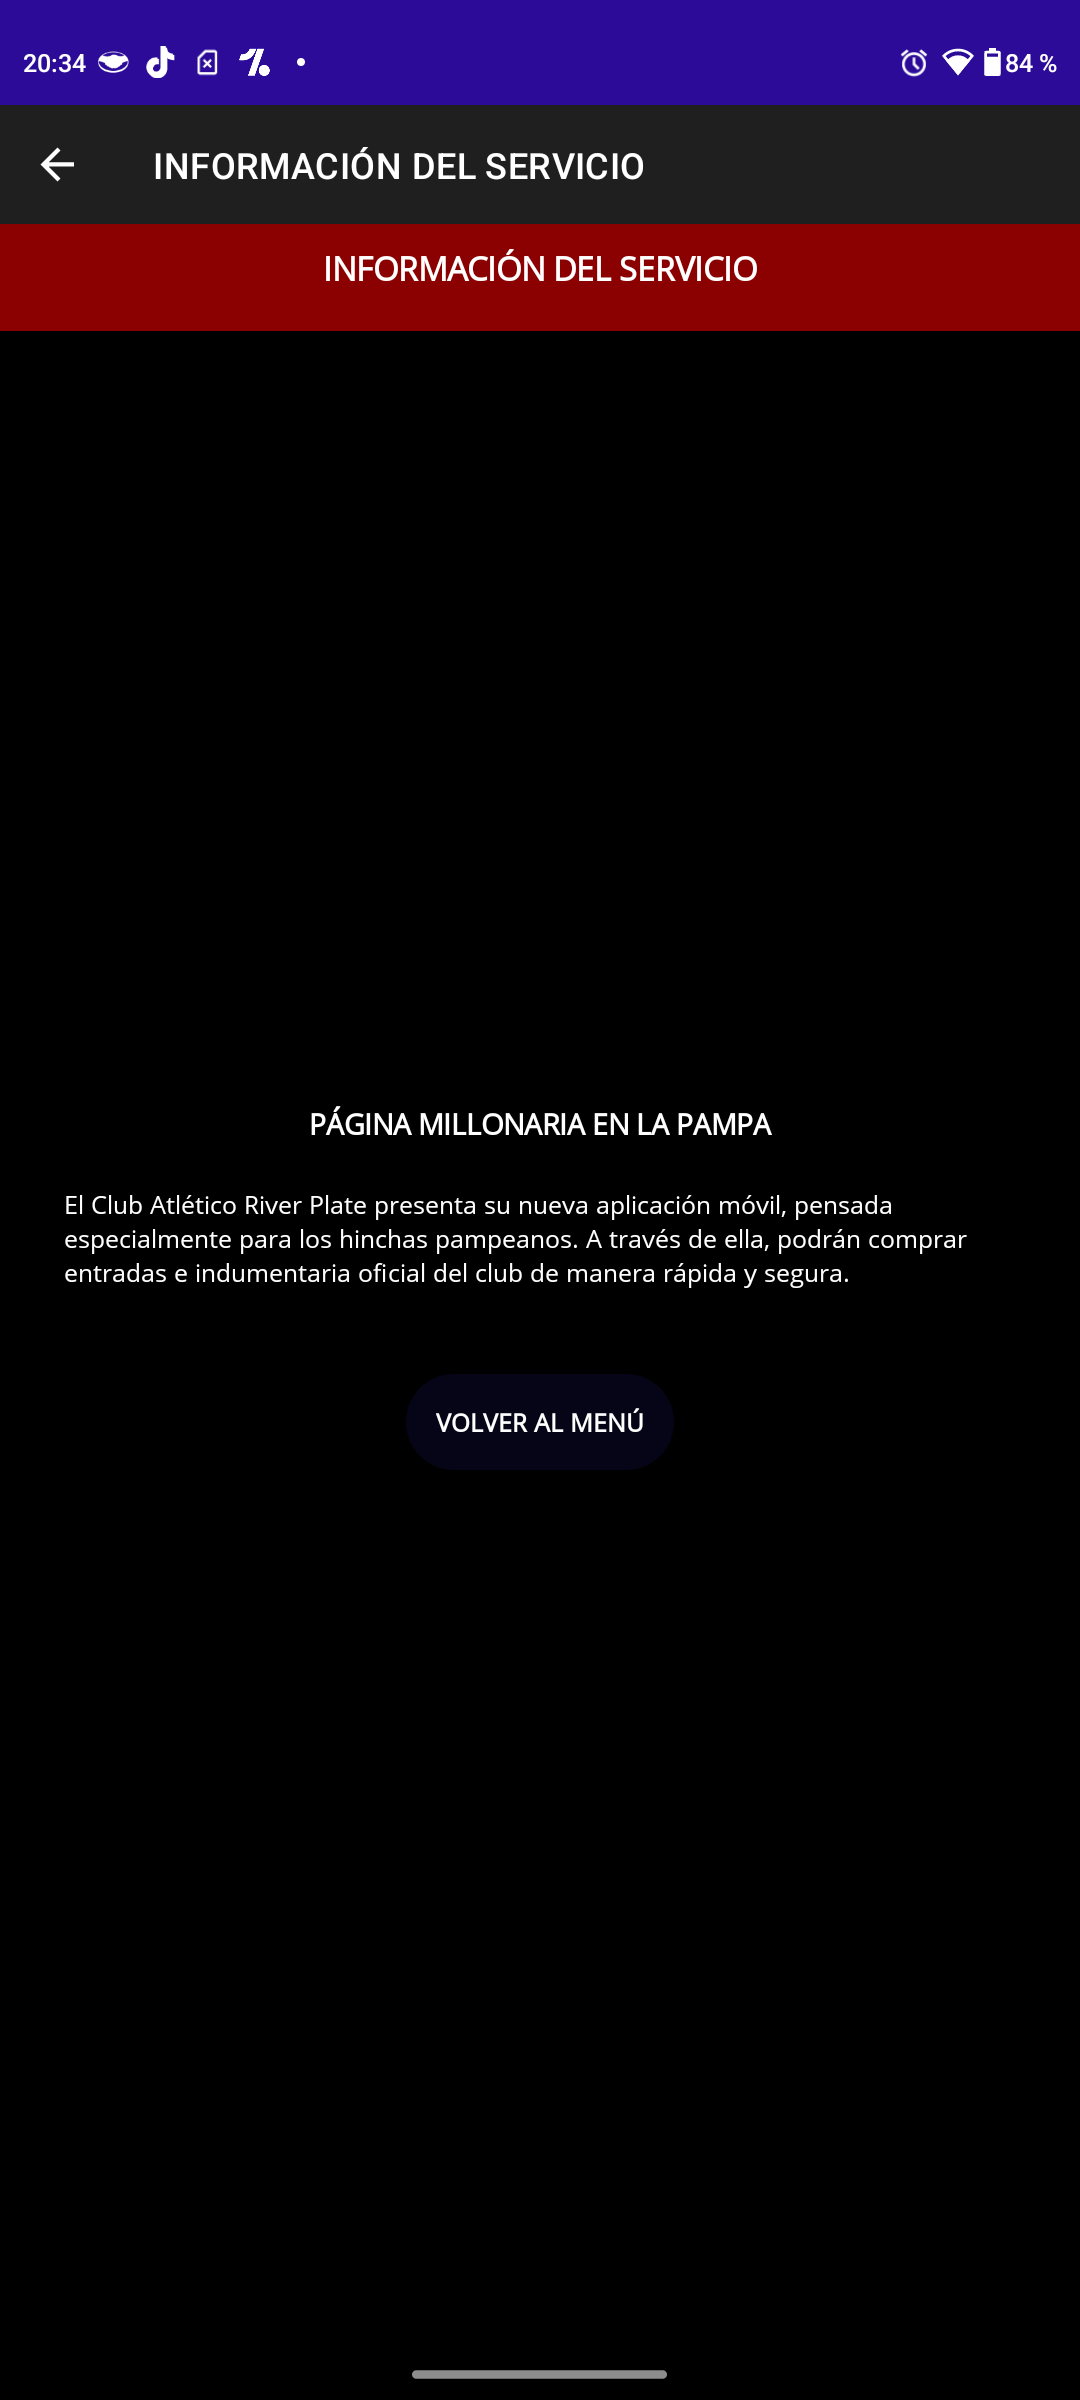 20:34
84 %
INFORMACIÓN DEL SERVICIO
INFORMACIÓN DEL SERVICIO
PÁGINA MILLONARIA EN LA PAMPA
El Club Atlético River Plate presenta su nueva aplicación móvil, pensada
especialmente para los hinchas pampeanos. A través de ella, podrán comprar
entradas e indumentaria oficial del club de manera rápida y segura.
VOLVER AL MENÚ